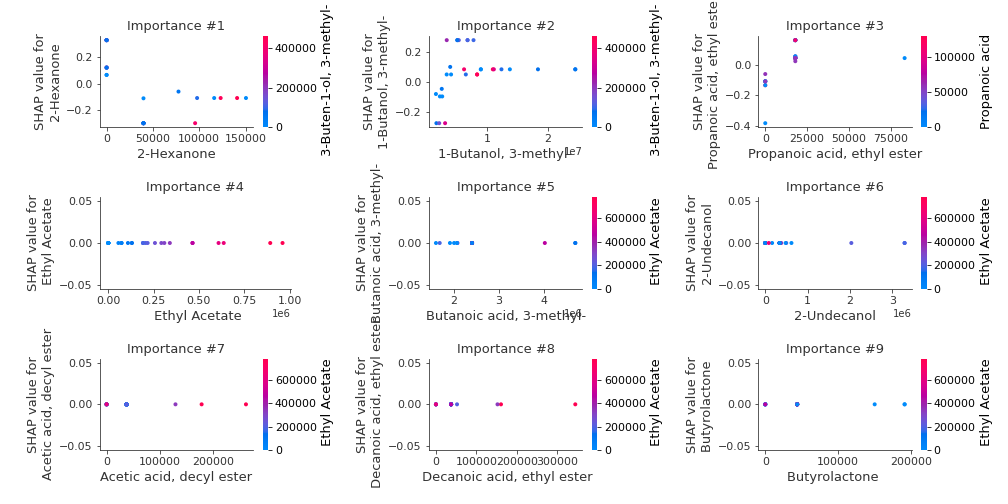 Importance #1
SHAP value for
2-Hexanone
0.2
0.0
−0.2
0
50000
100000
150000
2-Hexanone
400000
200000
0
3-Buten-1-ol, 3-methyl-
Importance #2
SHAP value for
1-Butanol, 3-methyl-
0.2
0.0
−0.2
1
2
1e7
1-Butanol, 3-methyl-
400000
200000
0
3-Buten-1-ol, 3-methyl-
Importance #3
SHAP value for
Propanoic acid, ethyl ester
0.0
−0.2
−0.4
0
25000
50000
75000
Propanoic acid, ethyl ester
100000
50000
0
Propanoic acid
Importance #4
SHAP value for
Ethyl Acetate
0.05
0.00
−0.05
0.00
0.25
0.50
0.75
1.00
1e6
Ethyl Acetate
Importance #5
SHAP value for
Butanoic acid, 3-methyl-
0.05
0.00
−0.05
2
3
4
1e6
Butanoic acid, 3-methyl-
600000
400000
200000
0
Ethyl Acetate
Importance #6
SHAP value for
2-Undecanol
0.05
0.00
−0.05
0
1
2
3
1e6
2-Undecanol
600000
400000
200000
0
Ethyl Acetate
Importance #7
SHAP value for
Acetic acid, decyl ester
0.05
0.00
−0.05
0
100000
200000
Acetic acid, decyl ester
600000
400000
200000
0
Ethyl Acetate
Importance #8
SHAP value for
Decanoic acid, ethyl ester
0.05
0.00
−0.05
0
100000
200000
300000
Decanoic acid, ethyl ester
600000
400000
200000
0
Ethyl Acetate
Importance #9
SHAP value for
Butyrolactone
0.05
0.00
−0.05
0
100000
200000
Butyrolactone
600000
400000
200000
0
Ethyl Acetate